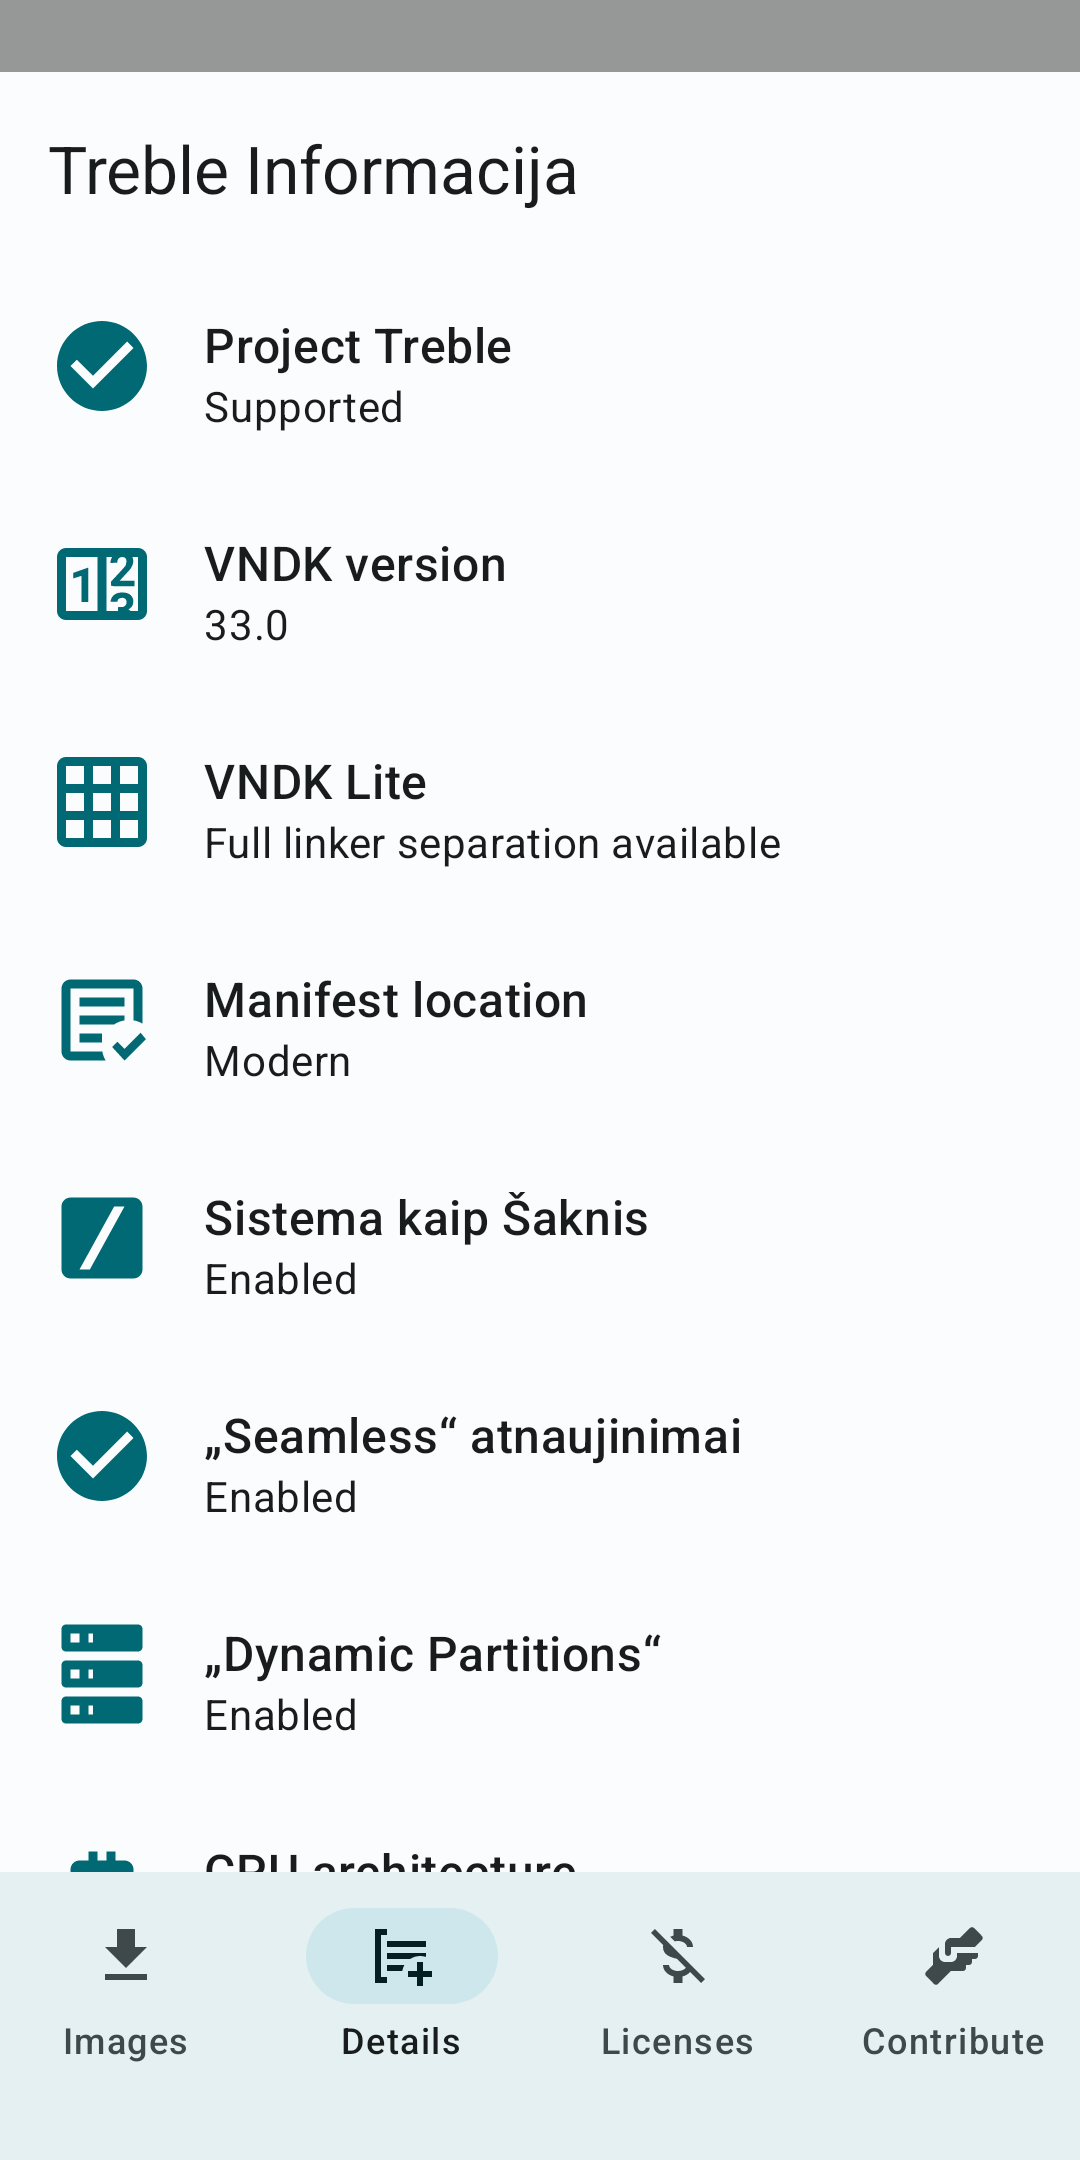 Treble Informacija
Project Treble
Supported
VNDK version
33.0
VNDK Lite
Full linker separation available
Manifest location
Modern
Sistema kaip Šaknis
Enabled
„Seamless“ atnaujinimai
Enabled
„Dynamic Partitions“
Enabled
CPU architecture
Images
Details
Licenses
Contribute